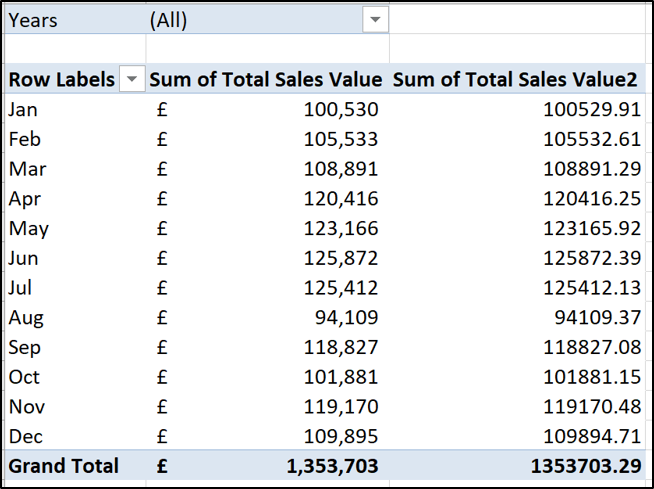 Years (All)
Row Labels Sum of Total Sales Value Sum of Total Sales Value2
Jan £ 100,530 100529.91
Feb £ 105,533 105532.61
Mar £ 108,891 108891.29
Apr £ 120,416 120416.25
May £ 123,166 123165.92
Jun £ 125,872 125872.39
Jul £ 125,412 125412.13
Aug £ 94,109 94109.37
Sep £ 118,827 118827.08
Oct £ 101,881 101881.15
Nov £ 119,170 119170.48
Dec £ 109,895 109894.71
Grand Total £ 1,353,703 1353703.29